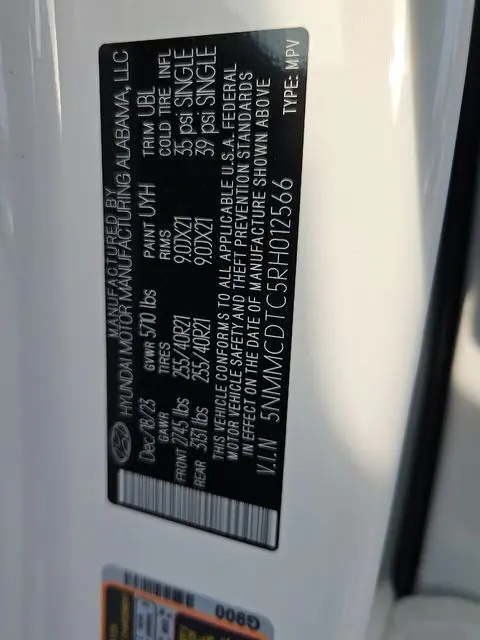 MANUFACTURED BY
HYUNDAI MOTOR MANUFACTURING ALABAMA, LLC
Dec/18/23 GVWR 5710 lbs PAINT UYH TRIM UBL
GAWR TIRES RIMS COLD TIRE INFL
FRONT 2745 lbs 255/40R21 9.0JX21 35 psi SINGLE
REAR 3131 lbs 255/40R21 9.0JX21 39 psi SINGLE
THIS VEHICLE CONFORMS TO ALL APPLICABLE U.S.A. FEDERAL
MOTOR VEHICLE SAFETY AND THEFT PREVENTION STANDARDS
IN EFFECT ON THE DATE OF MANUFACTURE SHOWN ABOVE
V.I.N 5NMMCDTC5RH012566 TYPE: MPV
G900